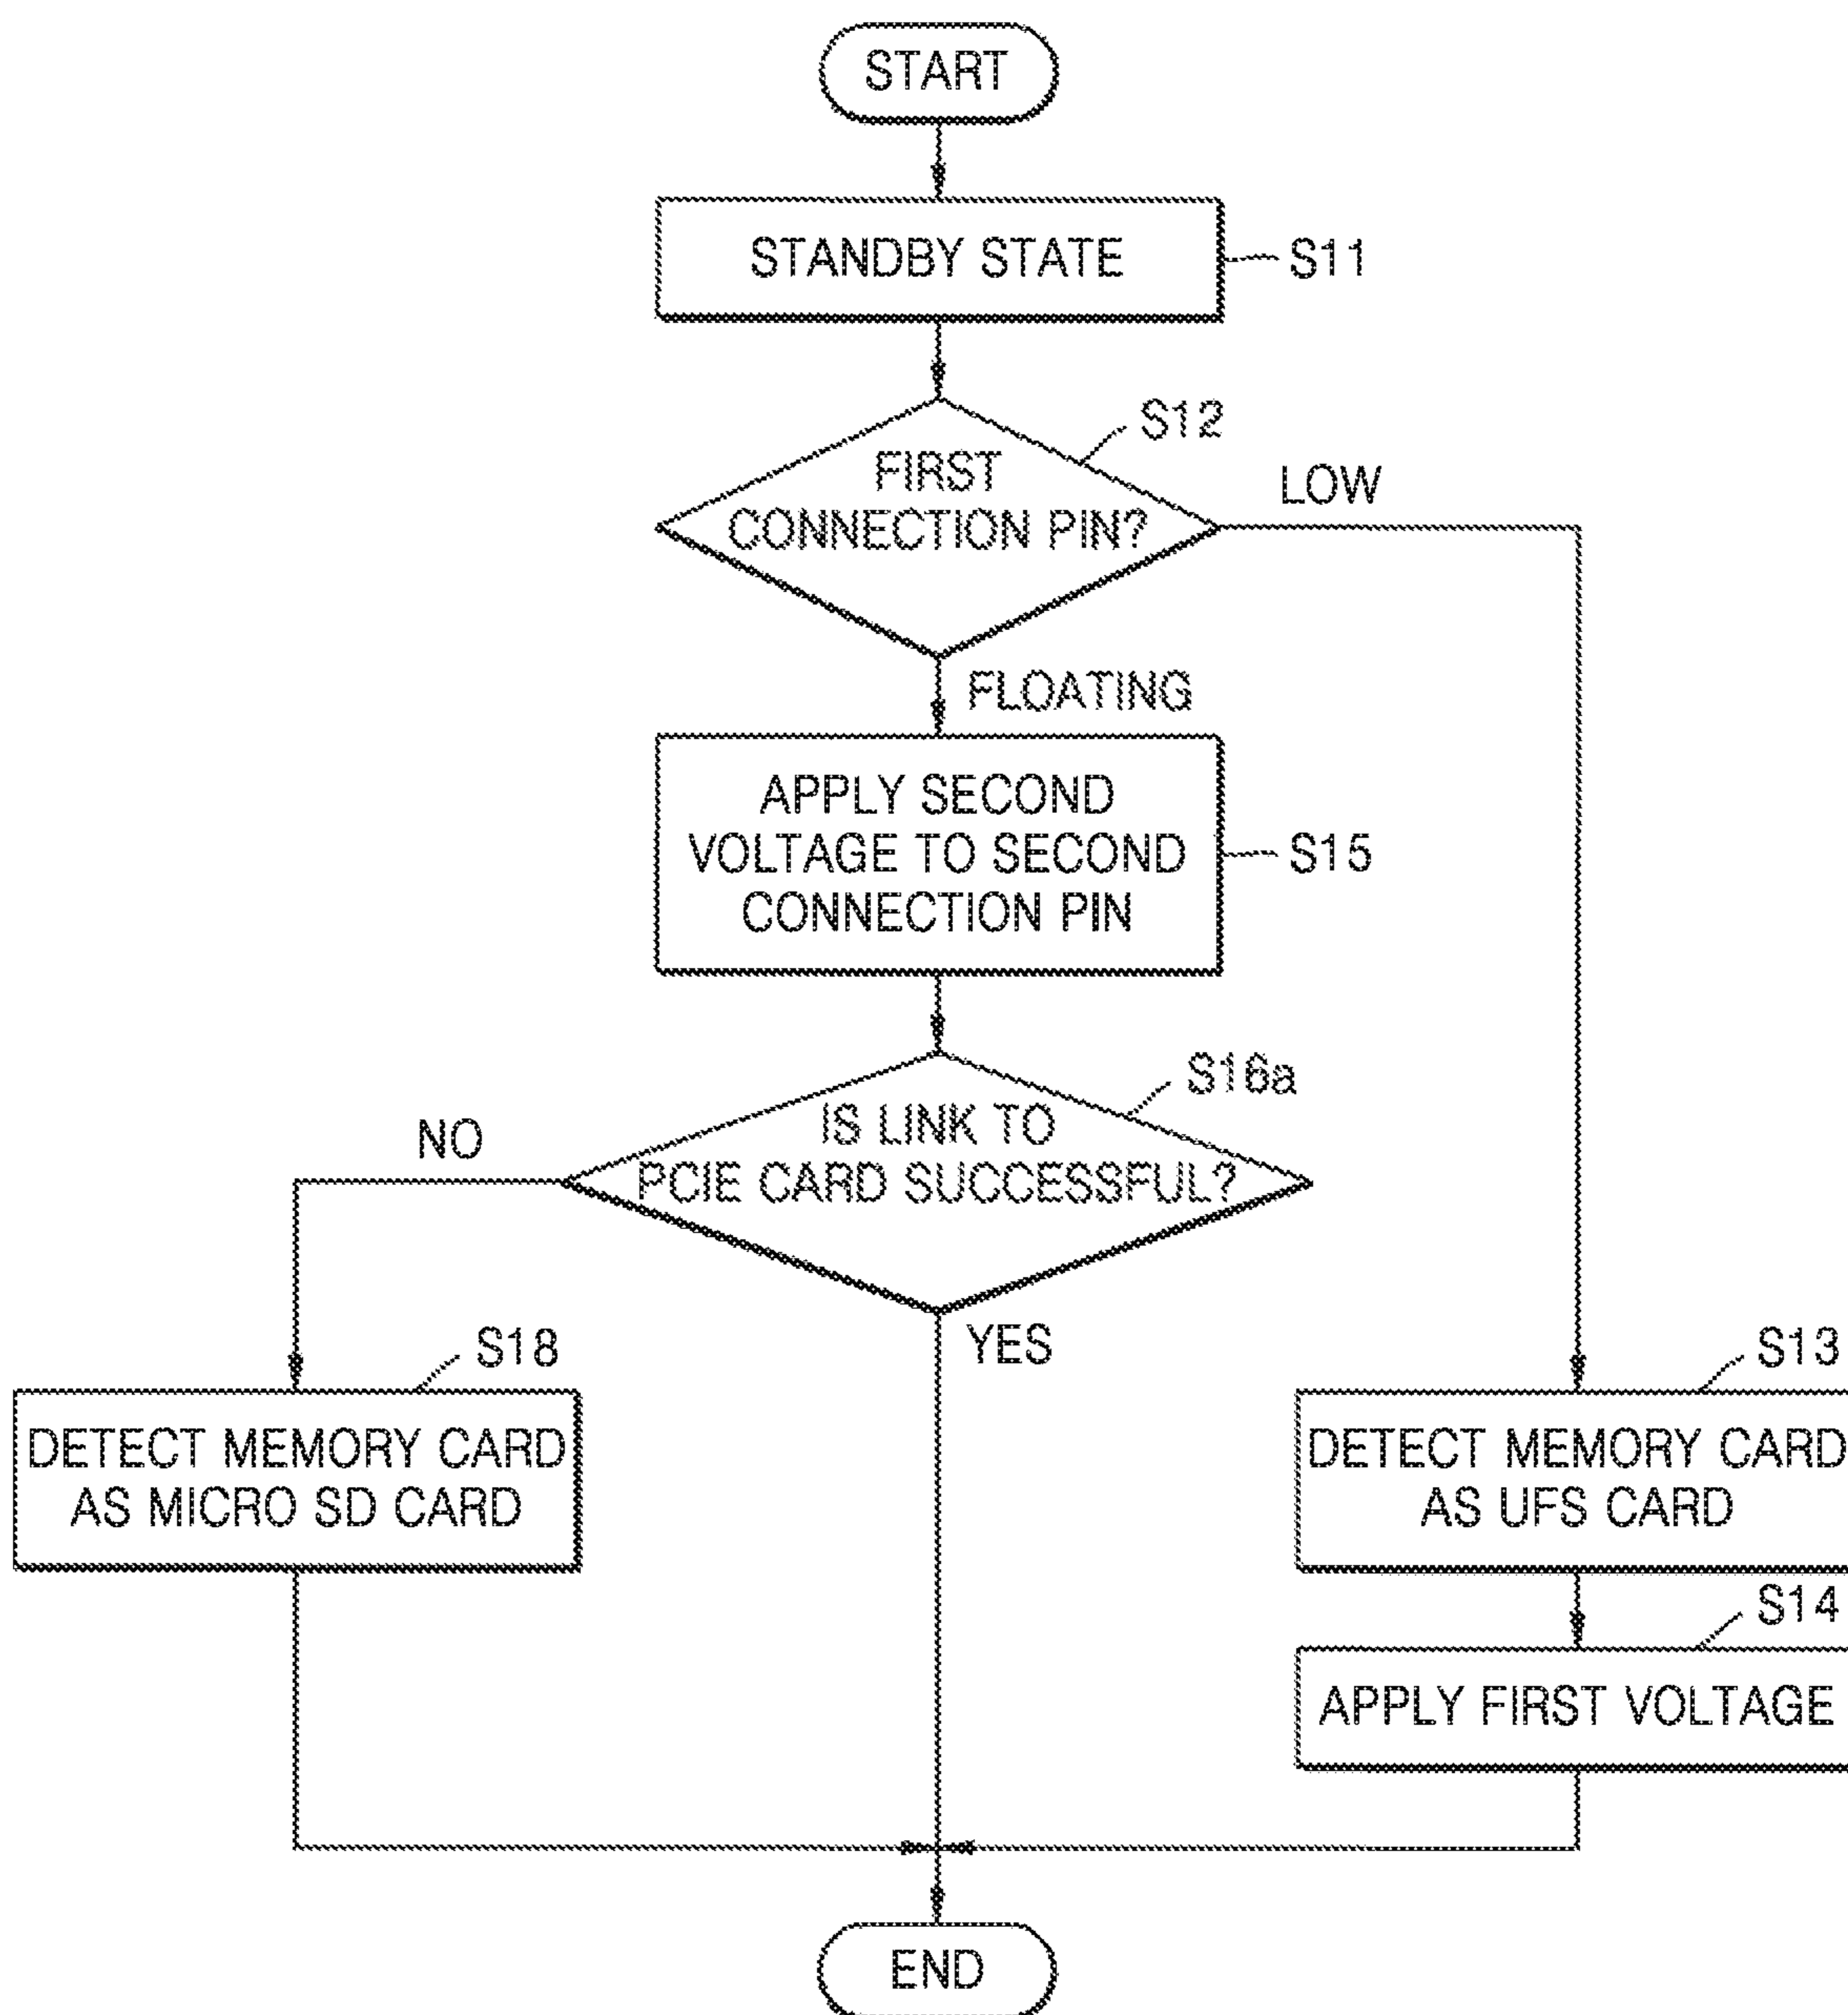 START
STANDBY STATE
S11
S12
FIRST
CONNECTION PIN?
LOW
FLOATING
APPLY SECOND
VOLTAGE TO SECOND
CONNECTION PIN
S15
S16a
IS LINK TO
PCIE CARD SUCCESSFUL?
NO
YES
S18
DETECT MEMORY CARD
AS MICRO SD CARD
S13
DETECT MEMORY CARD
AS UFS CARD
S14
APPLY FIRST VOLTAGE
END